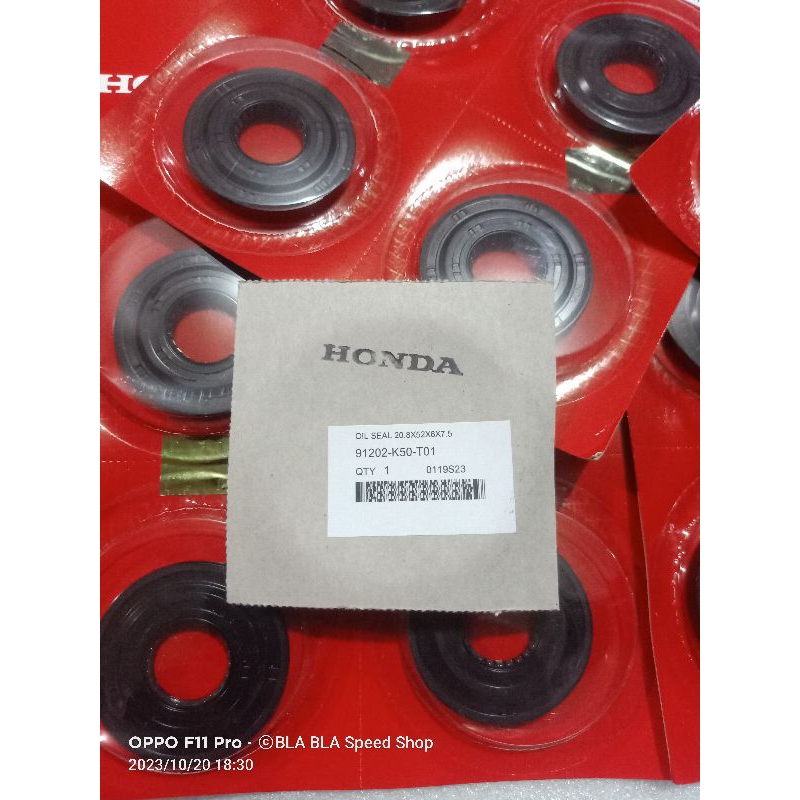 HO
HONDA
OIL SEAL 20.8X52X6X7.5
91202-K50-T01
QTY 1 0119S23
OPPO F11 Pro · ©BLA BLA Speed Shop
2023/10/20 18:30